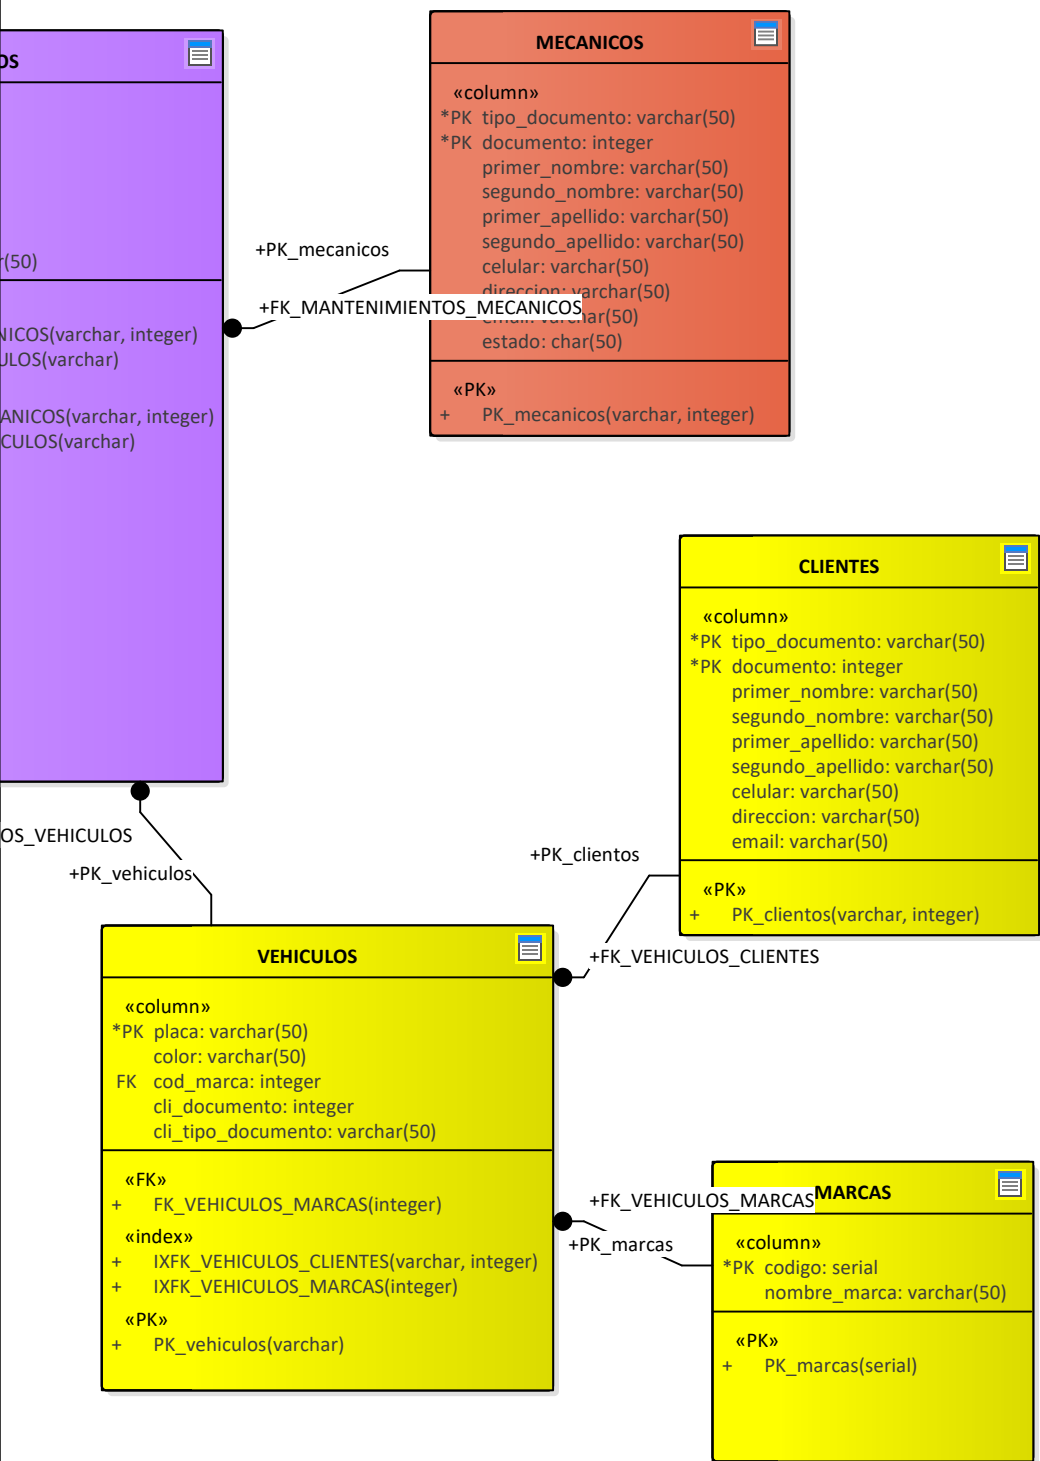 OS
r(50)
NICOS(varchar, integer)
ULOS(varchar)
ANICOS(varchar, integer)
CULOS(varchar)
MECANICOS
«column»
*PK tipo_documento: varchar(50)
*PK documento: integer
primer_nombre: varchar(50)
segundo_nombre: varchar(50)
primer_apellido: varchar(50)
segundo_apellido: varchar(50)
celular: varchar(50)
direccion: varchar(50)
email: varchar(50)
estado: char(50)
«PK»
+ PK_mecanicos(varchar, integer)
+PK_mecanicos
+FK_MANTENIMIENTOS_MECANICOS
CLIENTES
«column»
*PK tipo_documento: varchar(50)
*PK documento: integer
primer_nombre: varchar(50)
segundo_nombre: varchar(50)
primer_apellido: varchar(50)
segundo_apellido: varchar(50)
celular: varchar(50)
direccion: varchar(50)
email: varchar(50)
«PK»
+ PK_clientos(varchar, integer)
OS_VEHICULOS
+PK_vehiculos
+PK_clientos
+FK_VEHICULOS_CLIENTES
VEHICULOS
«column»
*PK placa: varchar(50)
color: varchar(50)
FK cod_marca: integer
cli_documento: integer
cli_tipo_documento: varchar(50)
«FK»
+ FK_VEHICULOS_MARCAS(integer)
«index»
+ IXFK_VEHICULOS_CLIENTES(varchar, integer)
+ IXFK_VEHICULOS_MARCAS(integer)
«PK»
+ PK_vehiculos(varchar)
+FK_VEHICULOS_MARCAS
+PK_marcas
MARCAS
«column»
*PK codigo: serial
nombre_marca: varchar(50)
«PK»
+ PK_marcas(serial)